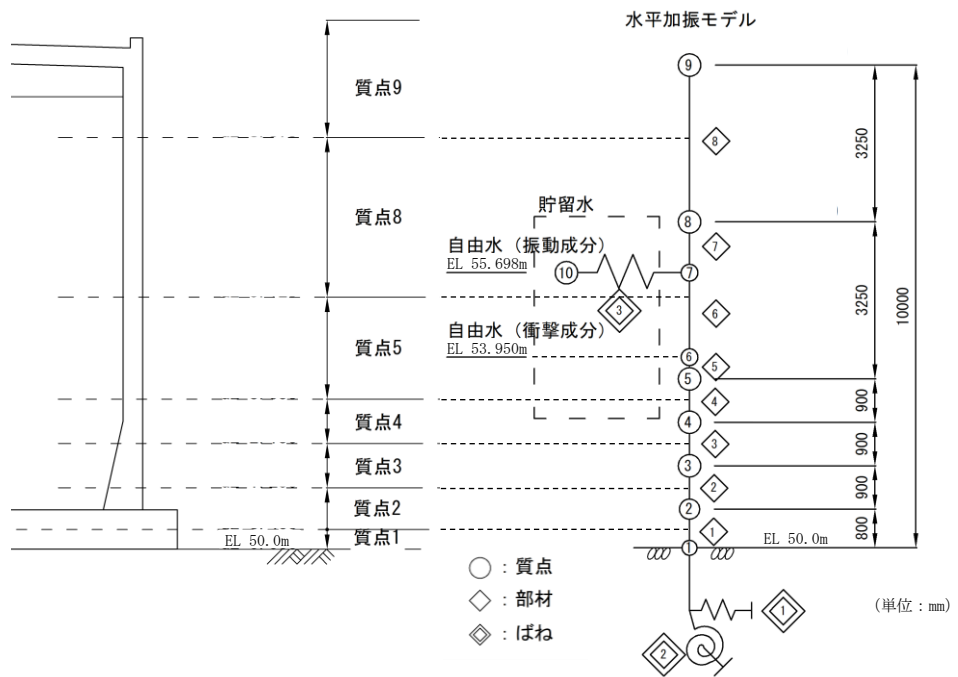 水平加振モデル
9
質点9
3250
8
質点8
貯留水
8
自由水（振動成分）
EL 55.698m
7
10
7
3250
10000
3
6
自由水（衝撃成分）
EL 53.950m
質点5
6
5
5
900
4
質点4
4
900
3
質点3
3
900
2
質点2
2
800
1
質点1
EL 50.0m
1
EL 50.0m
○：質点
◇：部材
：ばね
1
2
（単位：mm）